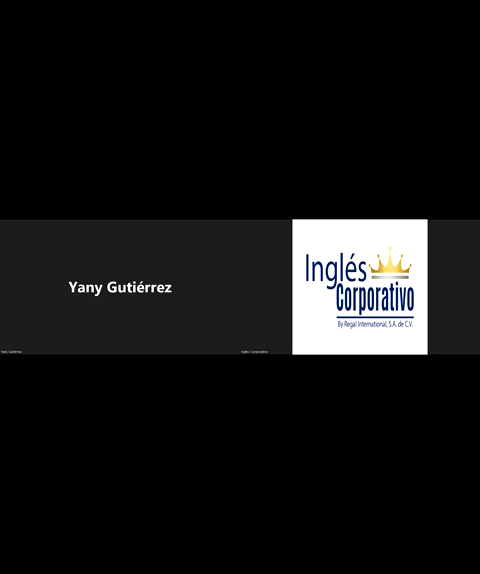 Yany Gutiérrez
Inglés
Corporativo
By Regal International, S.A. de C.V.
Yany Gutiérrez
Inglés Corporativo